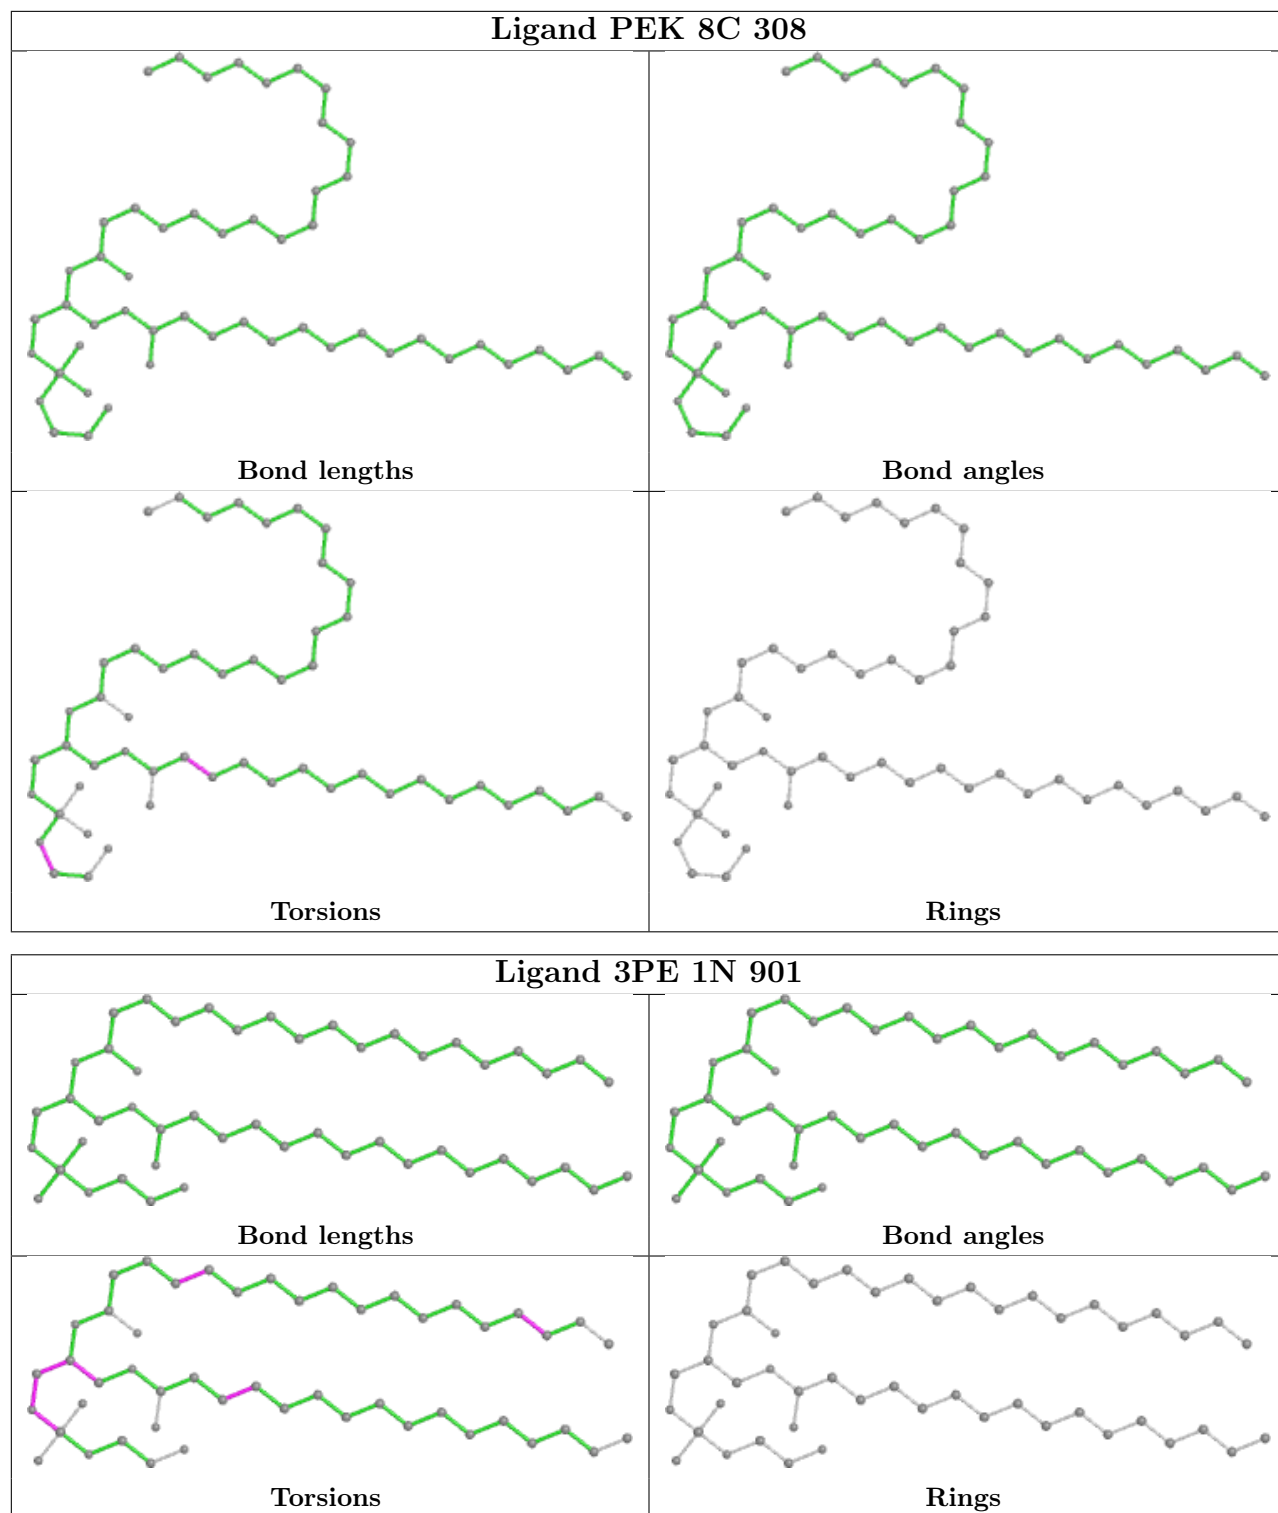 Ligand PEK 8C 308
Bond lengths
Bond angles
Torsions
Rings
Ligand 3PE 1N 901
Bond lengths
Bond angles
Torsions
Rings